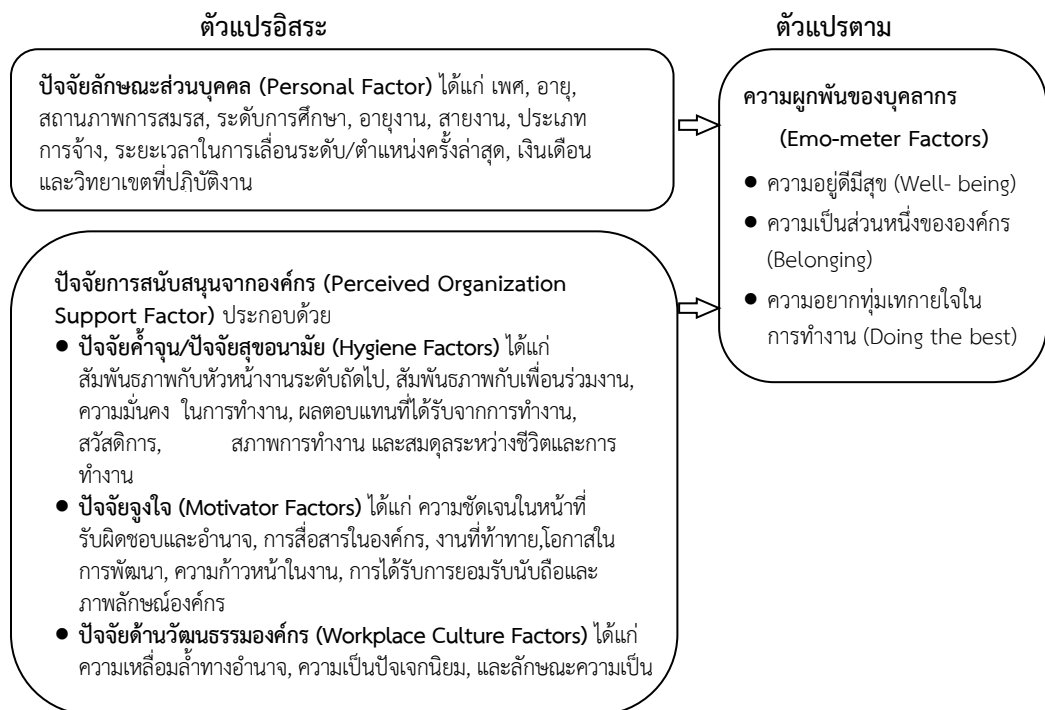 ตัวแปรอิสระ
ปัจจัยลักษณะส่วนบุคคล (Personal Factor) ได้แก่ เพศ, อายุ,
สถานภาพการสมรส, ระดับการศึกษา, อายุงาน, สายงาน, ประเภท
การจ้าง, ระยะเวลาในการเลื่อนระดับ/ตำแหน่งครั้งล่าสุด, เงินเดือน
และวิทยาเขตที่ปฏิบัติงาน
ปัจจัยการสนับสนุนจากองค์กร (Perceived Organization
Support Factor) ประกอบด้วย
● ปัจจัยค้ำจุน/ปัจจัยสุขอนามัย (Hygiene Factors) ได้แก่
สัมพันธภาพกับหัวหน้างานระดับถัดไป, สัมพันธภาพกับเพื่อนร่วมงาน,
ความมั่นคง ในการทำงาน, ผลตอบแทนที่ได้รับจากการทำงาน,
สวัสดิการ, สภาพการทำงาน และสมดุลระหว่างชีวิตและการ
ทำงาน
● ปัจจัยจูงใจ (Motivator Factors) ได้แก่ ความชัดเจนในหน้าที่
รับผิดชอบและอำนาจ, การสื่อสารในองค์กร, งานที่ท้าทาย,โอกาสใน
การพัฒนา, ความก้าวหน้าในงาน, การได้รับการยอมรับนับถือและ
ภาพลักษณ์องค์กร
● ปัจจัยด้านวัฒนธรรมองค์กร (Workplace Culture Factors) ได้แก่
ความเหลื่อมล้ำทางอำนาจ, ความเป็นปัจเจกนิยม, และลักษณะความเป็น
ตัวแปรตาม
ความผูกพันของบุคลากร
(Emo-meter Factors)
● ความอยู่ดีมีสุข (Well- being)
● ความเป็นส่วนหนึ่งขององค์กร
(Belonging)
● ความอยากทุ่มเทกายใจใน
การทำงาน (Doing the best)